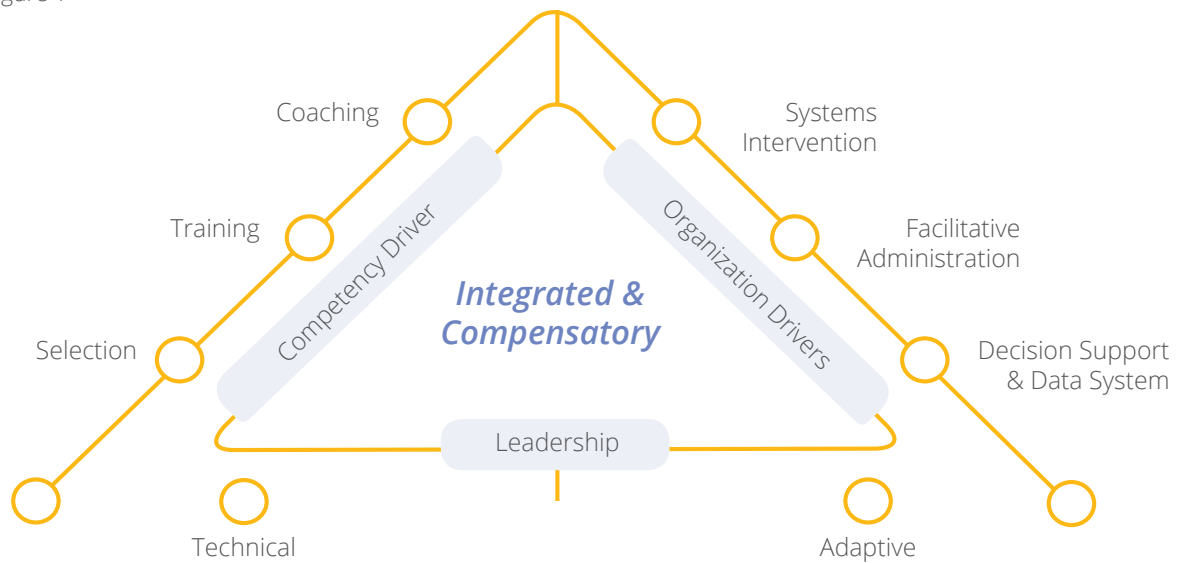 Coaching
Systems
Intervention
Training
Competency Driver
Organization Drivers
Facilitative
Administration
Integrated &
Compensatory
Selection
Decision Support
& Data System
Leadership
Technical
Adaptive